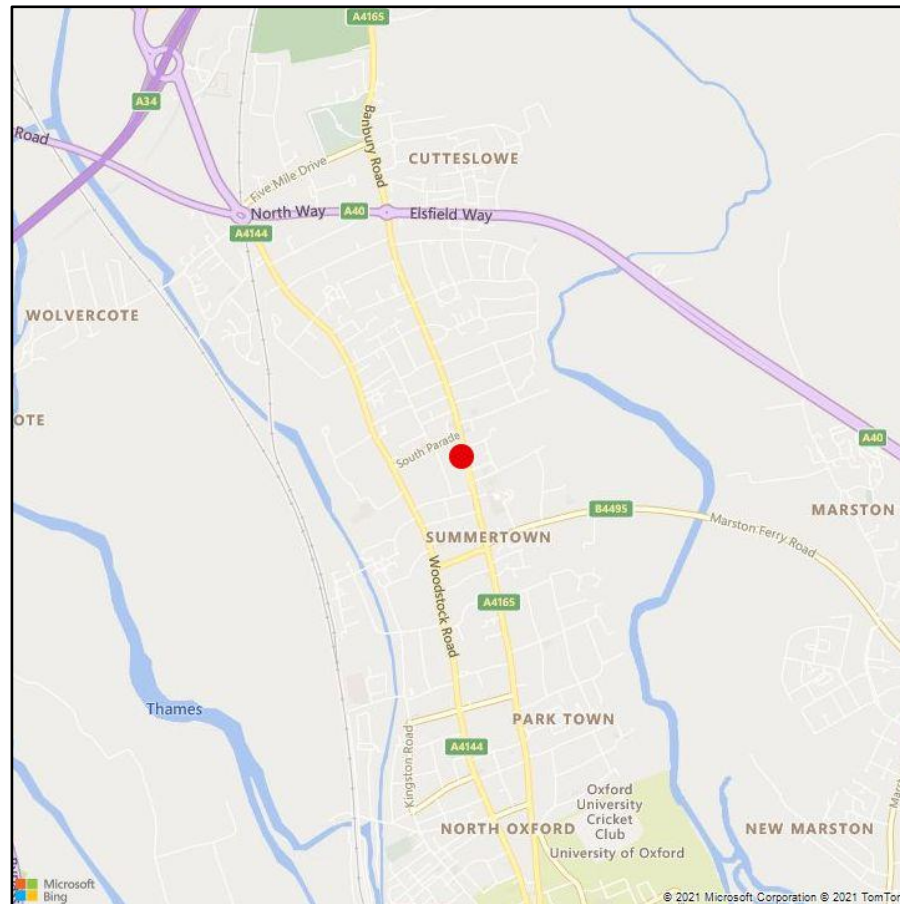 A4165
A34
Road
Banbury Road
CUTTESLOWE
Five Mile Drive
North Way
A40
Elsfield Way
A4144
WOLVERCOTE
OTE
South Parade
A40
B4495
MARSTON
Marston Ferry Road
SUMMERTOWN
Woodstock Road
A4165
Thames
PARK TOWN
Kingston Road
A4144
Oxford
University
Cricket
Club
University of Oxford
NORTH OXFORD
NEW MARSTON
Microsoft
Bing
© 2021 Microsoft Corporation © 2021 TomTom